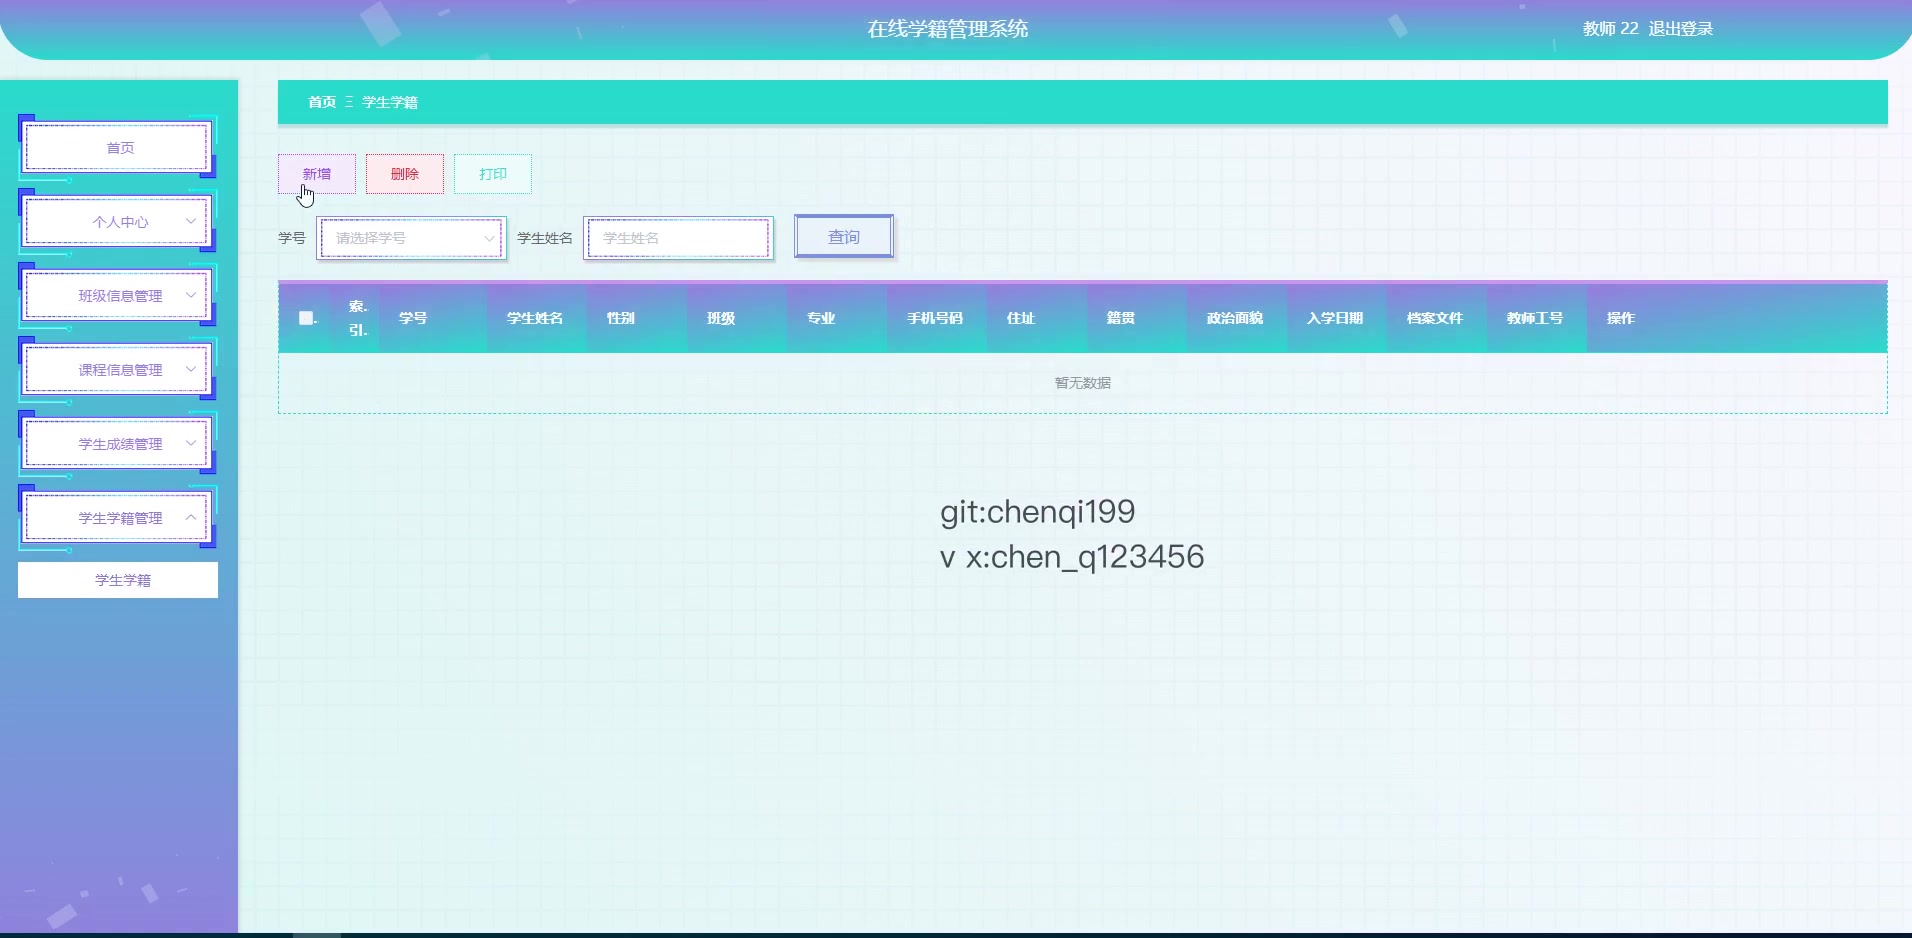 在线学籍管理系统
教师 22 退出登录
首页
个人中心
班级信息管理
课程信息管理
学生成绩管理
学生学籍管理
学生学籍
首页 Ξ 学生学籍
新增 删除 打印
学号 请选择学号 学生姓名 学生姓名 查询
索. 引. 学号 学生姓名 性别 班级 专业 手机号码 住址 籍贯 政治面貌 入学日期 档案文件 教师工号 操作
暂无数据
git:chenqi199
v x:chen_q123456